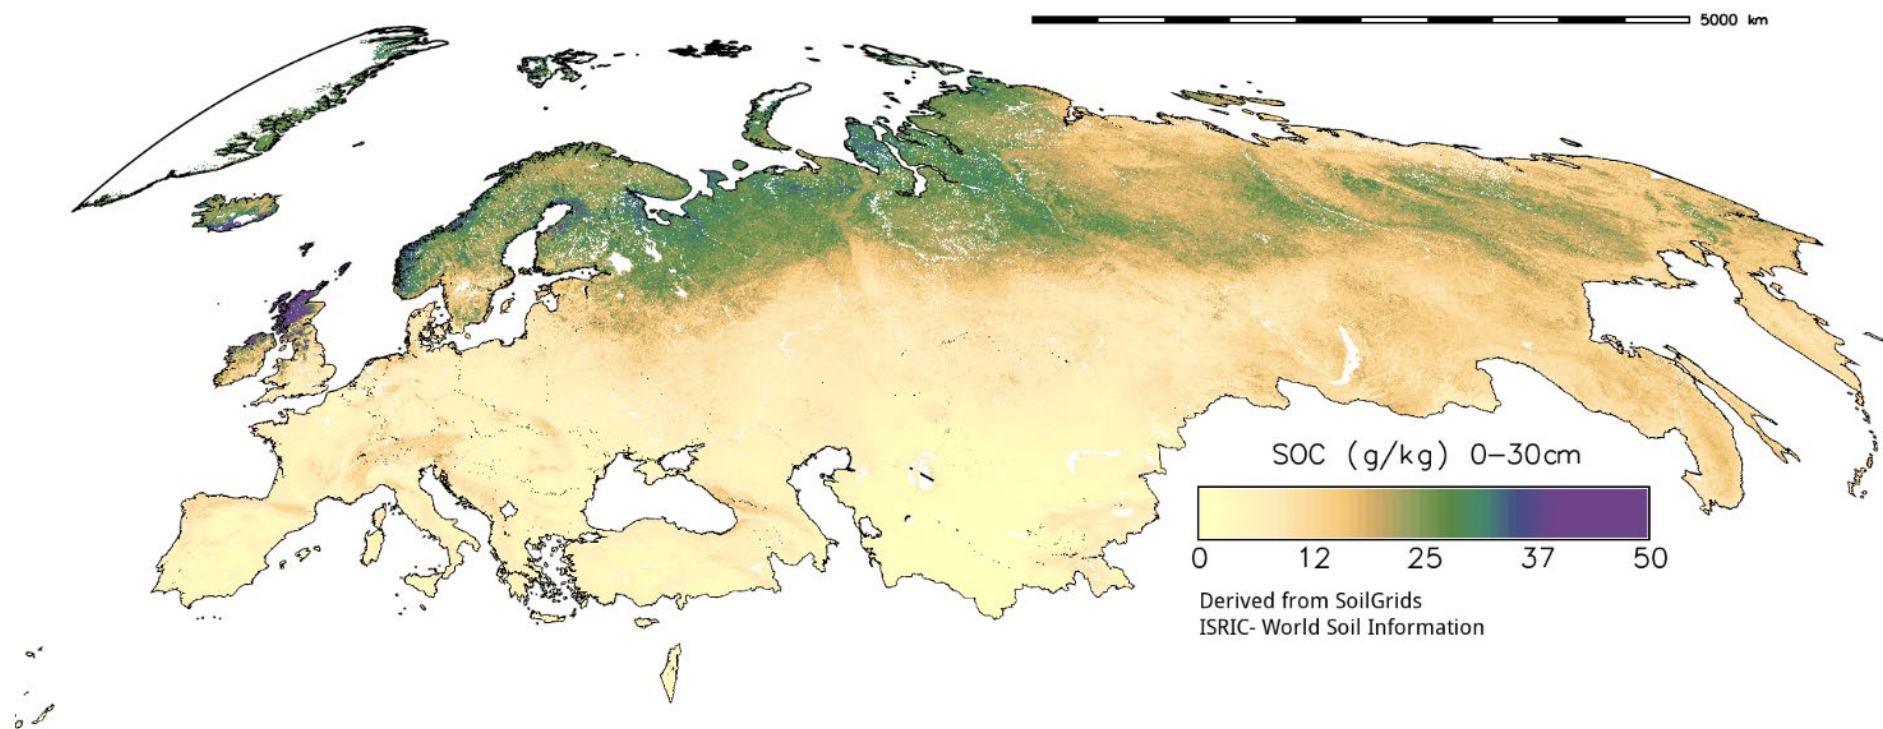 5000 km
SOC (g/kg) 0–30cm
0 12 25 37 50
Derived from SoilGrids
ISRIC- World Soil Information